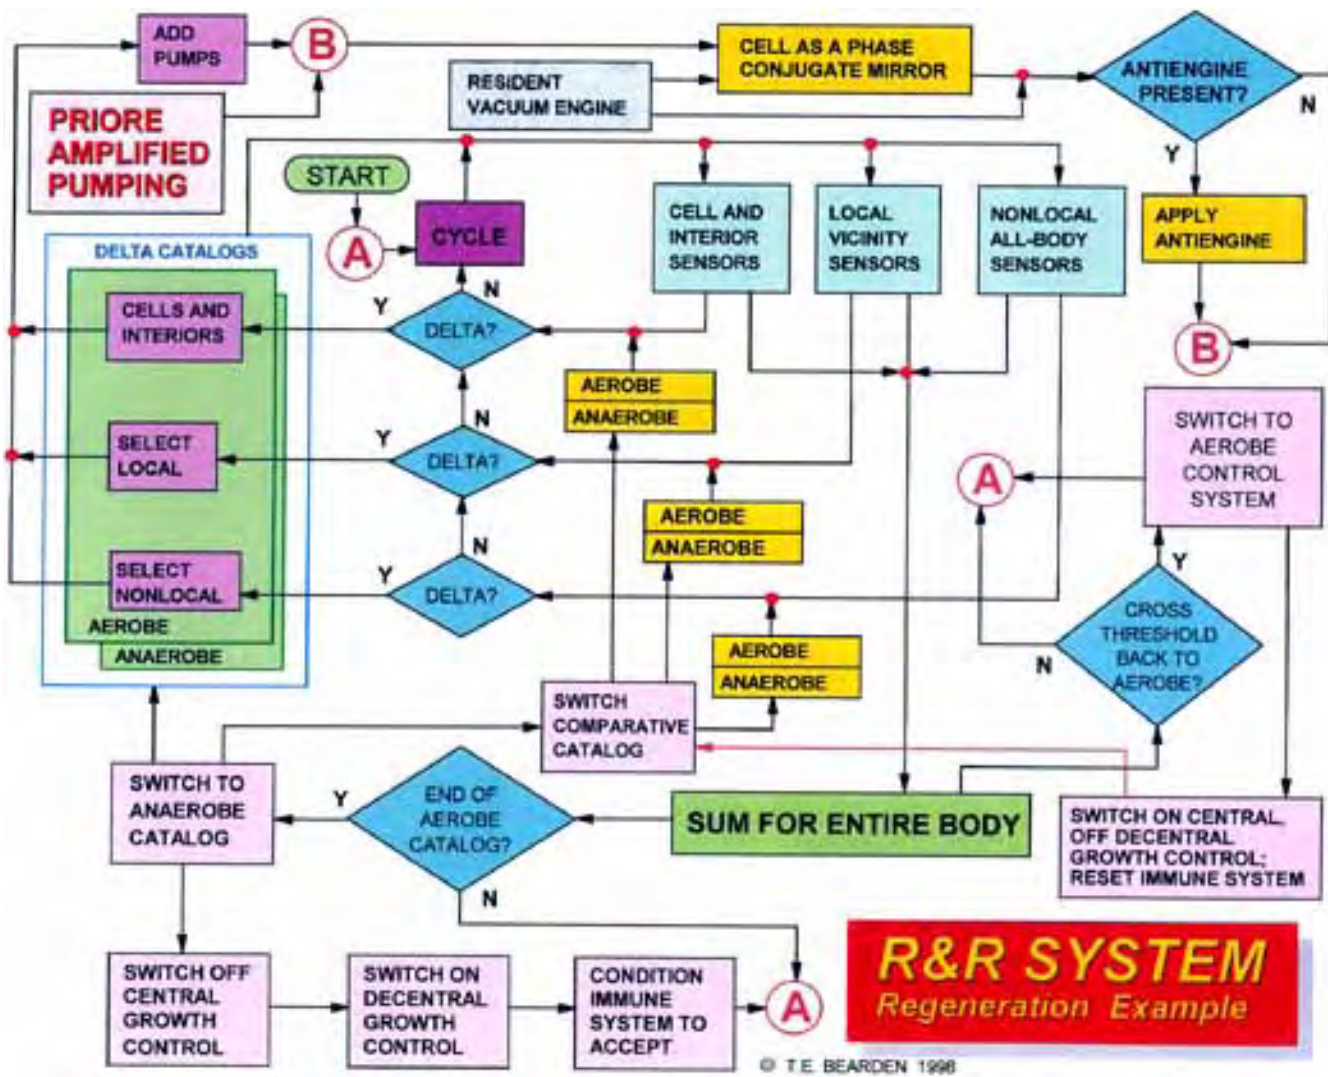 ADD
PUMPS
B
CELL AS A PHASE
CONJUGATE MIRROR
RESIDENT
VACUUM ENGINE
ANTIENGINE
PRESENT?
N
Y
PRIORE
AMPLIFIED
PUMPING
START
A
CYCLE
CELL AND
INTERIOR
SENSORS
LOCAL
VICINITY
SENSORS
NONLOCAL
ALL-BODY
SENSORS
APPLY
ANTIENGINE
B
DELTA CATALOGS
CELLS AND
INTERIORS
Y
N
DELTA?
AEROBE
ANAEROBE
SELECT
LOCAL
Y
N
DELTA?
AEROBE
ANAEROBE
SELECT
NONLOCAL
Y
N
DELTA?
AEROBE
ANAEROBE
AEROBE
ANAEROBE
SWITCH TO
AEROBE
CONTROL
SYSTEM
A
Y
CROSS
THRESHOLD
BACK TO
AEROBE?
N
SWITCH
COMPARATIVE
CATALOG
SWITCH TO
ANAEROBE
CATALOG
Y
END OF
AEROBE
CATALOG?
N
SUM FOR ENTIRE BODY
SWITCH ON CENTRAL,
OFF DECENTRAL
GROWTH CONTROL;
RESET IMMUNE SYSTEM
SWITCH OFF
CENTRAL
GROWTH
CONTROL
SWITCH ON
DECENTRAL
GROWTH
CONTROL
CONDITION
IMMUNE
SYSTEM TO
ACCEPT
A
R&R SYSTEM
Regeneration Example
© T.E. BEARDEN 1998